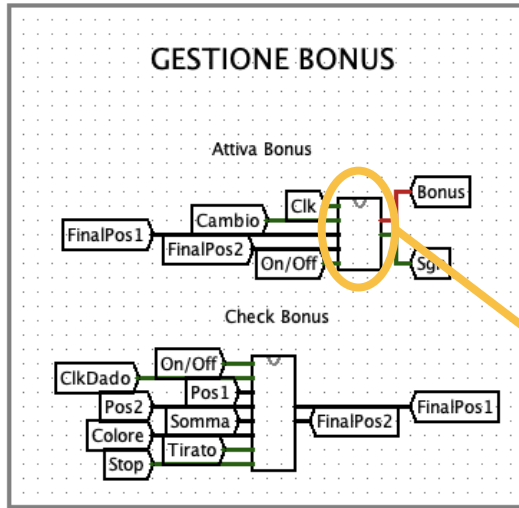 GESTIONE BONUS
Attiva Bonus
Clk
Bonus
Cambio
FinalPos1
FinalPos2
On/Off
Check Bonus
On/Off
ClkDado
Pos1
Pos2
FinalPos1
Somma
FinalPos2
Colore
Tirato
Stop